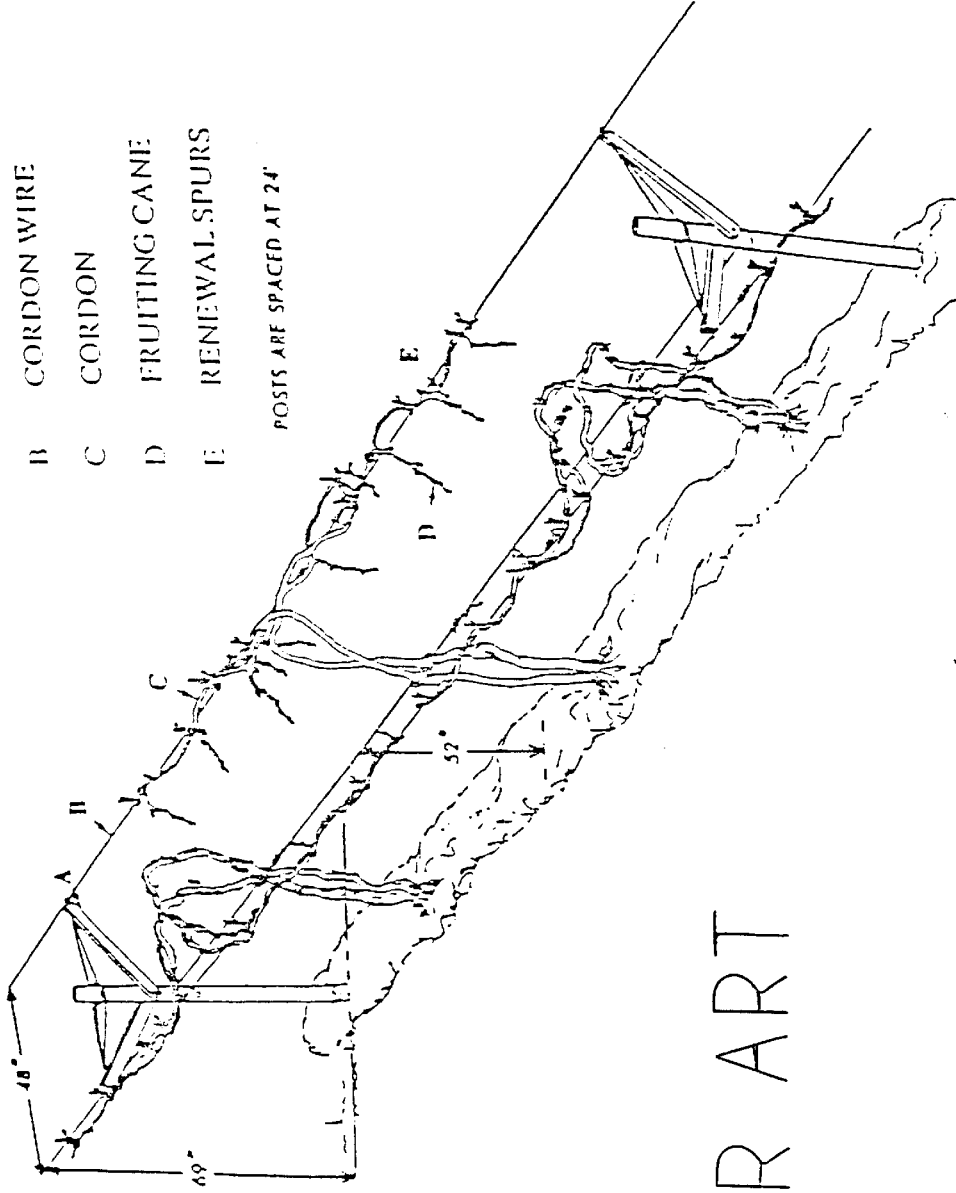 B CORDON WIRE
C CORDON
D FRUITING CANE
E RENEWAL SPURS
POSTS ARE SPACED AT 24'
A
B
C
D
E
48"
52"
R ART